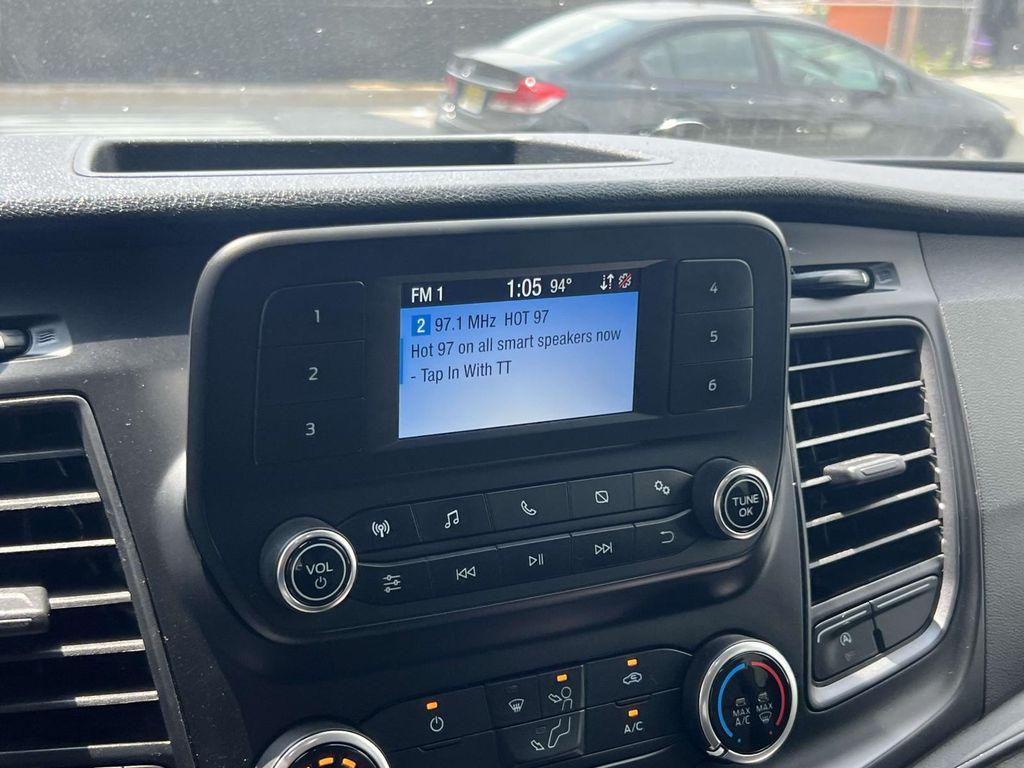 FM 1 1:05 94°
2 97.1 MHz HOT 97
Hot 97 on all smart speakers now
- Tap In With TT
1
2
3
4
5
6
TUNE
OK
VOL
MAX
A/C
MAX
A/C